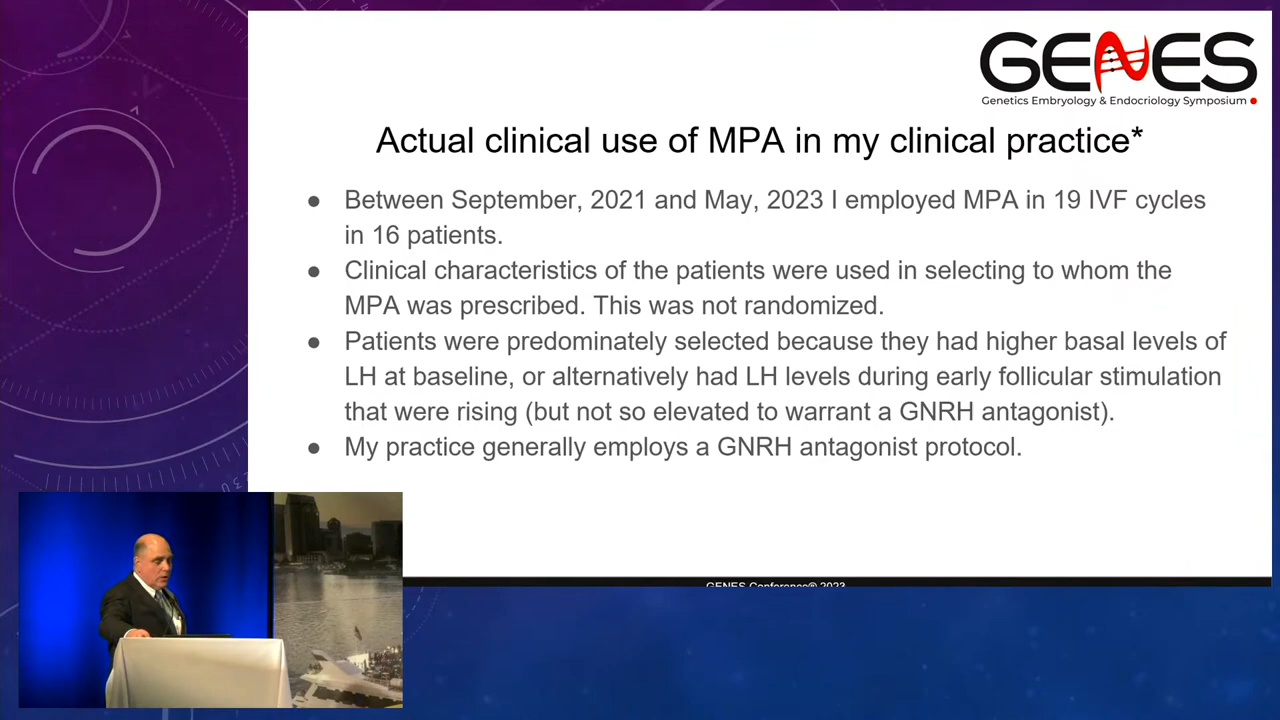 GENES
Genetics Embryology & Endocriology Symposium
Actual clinical use of MPA in my clinical practice*
● Between September, 2021 and May, 2023 I employed MPA in 19 IVF cycles
in 16 patients.
● Clinical characteristics of the patients were used in selecting to whom the
MPA was prescribed. This was not randomized.
● Patients were predominately selected because they had higher basal levels of
LH at baseline, or alternatively had LH levels during early follicular stimulation
that were rising (but not so elevated to warrant a GNRH antagonist).
● My practice generally employs a GNRH antagonist protocol.
GENES Conference® 2023